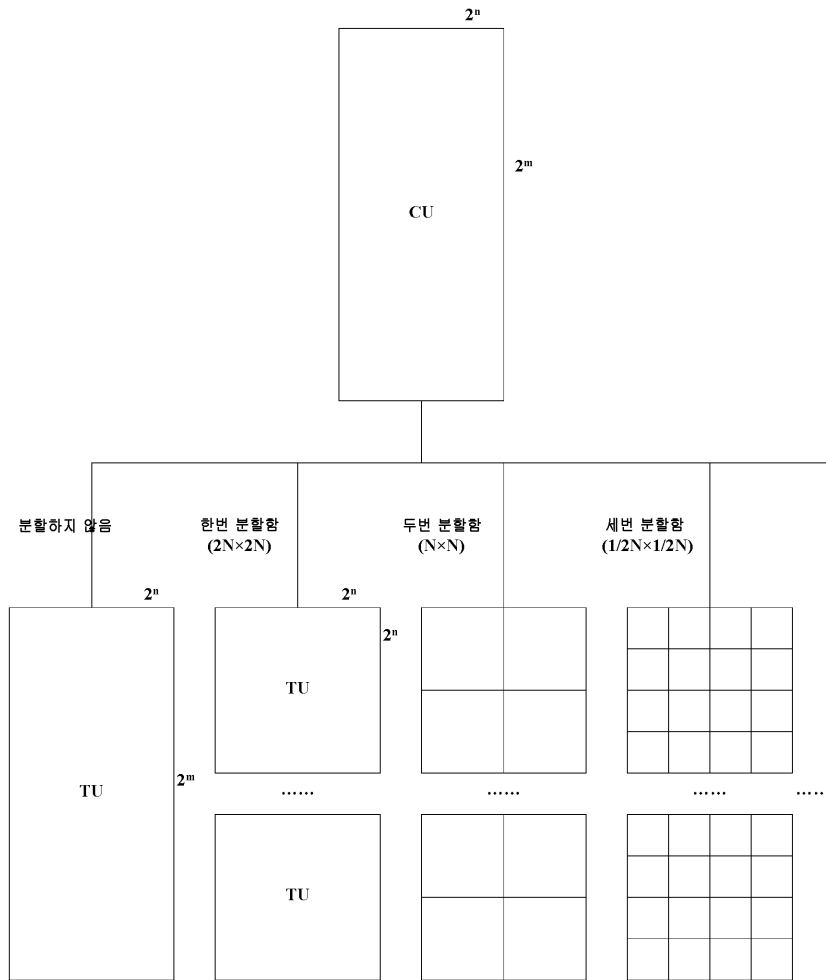 2ⁿ
2ᵐ
CU
분할하지 않음
한번 분할함
(2N×2N)
두번 분할함
(N×N)
세번 분할함
(1/2N×1/2N)
2ⁿ
2ⁿ
2ⁿ
TU
2ᵐ
TU
......
......
......
......
TU